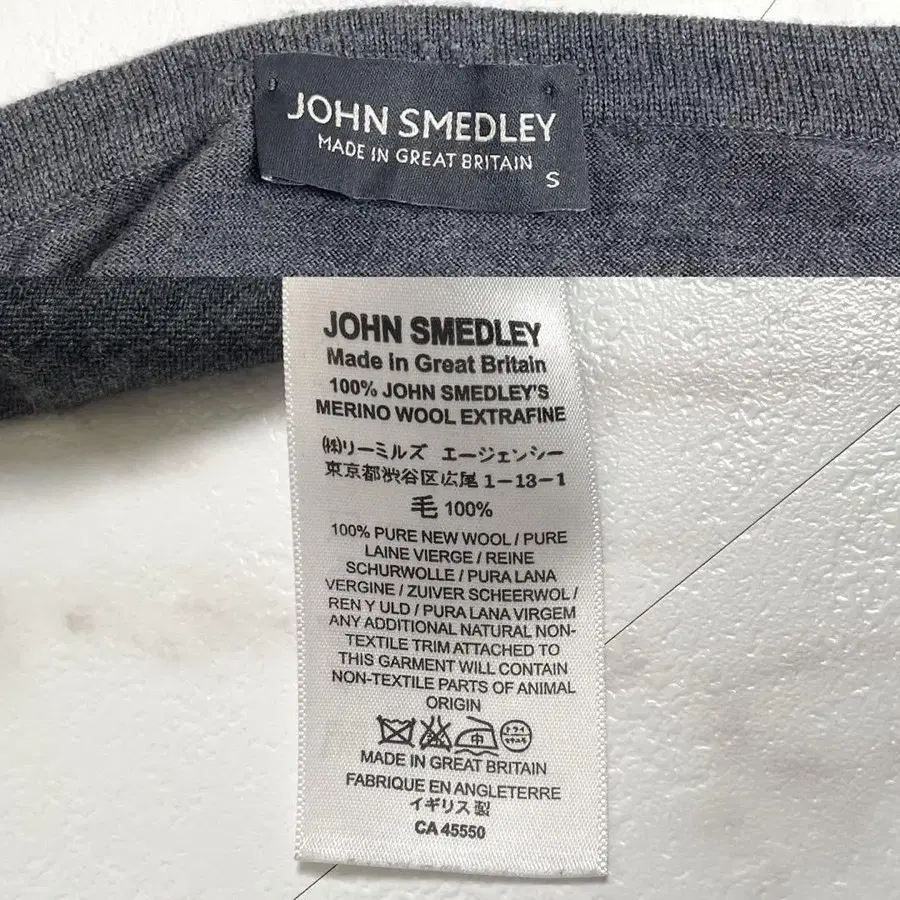 JOHN SMEDLEY
MADE IN GREAT BRITAIN
S
JOHN SMEDLEY
Made in Great Britain
100% JOHN SMEDLEY'S
MERINO WOOL EXTRAFINE
㈱リーミルズ エージェンシー
東京都渋谷区広尾1-13-1
毛 100%
100% PURE NEW WOOL / PURE
LAINE VIERGE / REINE
SCHURWOLLE / PURA LANA
VERGINE / ZUIVER SCHEERWOL /
REN Y ULD / PURA LANA VIRGEM
ANY ADDITIONAL NATURAL NON-
TEXTILE TRIM ATTACHED TO
THIS GARMENT WILL CONTAIN
NON-TEXTILE PARTS OF ANIMAL
ORIGIN
中 ドライ
MADE IN GREAT BRITAIN
FABRIQUE EN ANGLETERRE
イギリス製
CA 45550